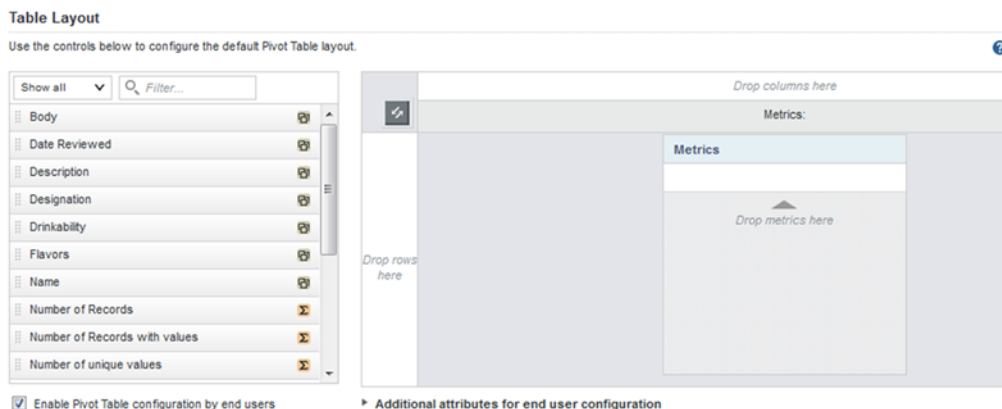 Table Layout
Use the controls below to configure the default Pivot Table layout.
?
Show all
Filter...
Body
Date Reviewed
Description
Designation
Drinkability
Flavors
Name
Number of Records
Σ
Number of Records with values
Σ
Number of unique values
Σ
Drop columns here
Metrics:
Metrics
Drop metrics here
Drop rows
here
Enable Pivot Table configuration by end users
Additional attributes for end user configuration